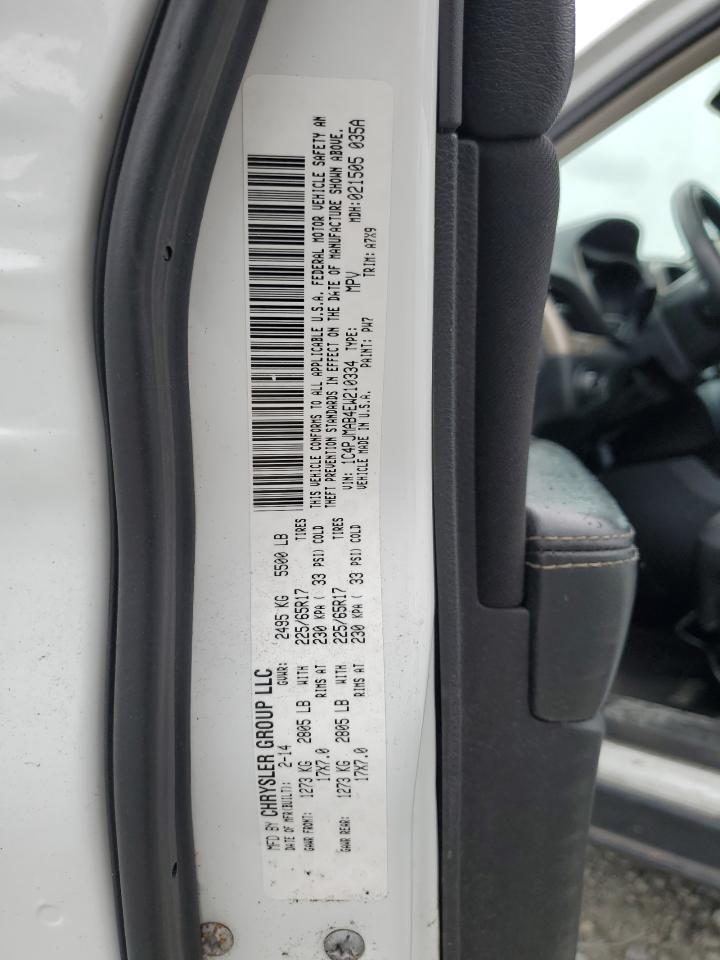 MFD BY CHRYSLER GROUP LLC
DATE OF MFR(BUILT): 2-14 GVWR: 2495 KG 5500 LB
GAWR FRONT: 1273 KG 2805 LB WITH 225/65R17 TIRES
17X7.0 RIMS AT 230 KPA ( 33 PSI) COLD
GAWR REAR: 1273 KG 2805 LB WITH 225/65R17 TIRES
17X7.0 RIMS AT 230 KPA ( 33 PSI) COLD
THIS VEHICLE CONFORMS TO ALL APPLICABLE U.S.A. FEDERAL MOTOR VEHICLE SAFETY AN
THEFT PREVENTION STANDARDS IN EFFECT ON THE DATE OF MANUFACTURE SHOWN ABOVE.
VIN: 1C4PJMAB4EW210334 TYPE: MPV MDH:021505 035A
VEHICLE MADE IN U.S.A. PAINT: PW7 TRIM: A7X9